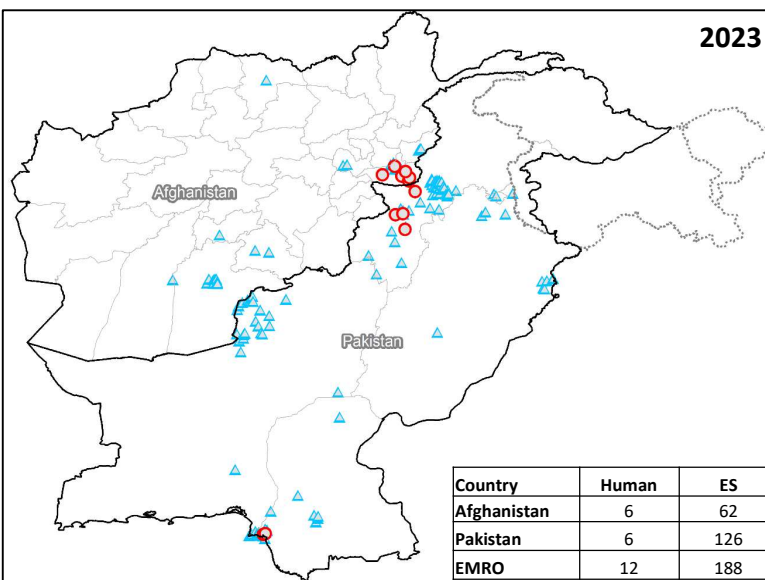 2023
Afghanistan
Pakistan
Country Human ES
Afghanistan 6 62
Pakistan 6 126
EMRO 12 188